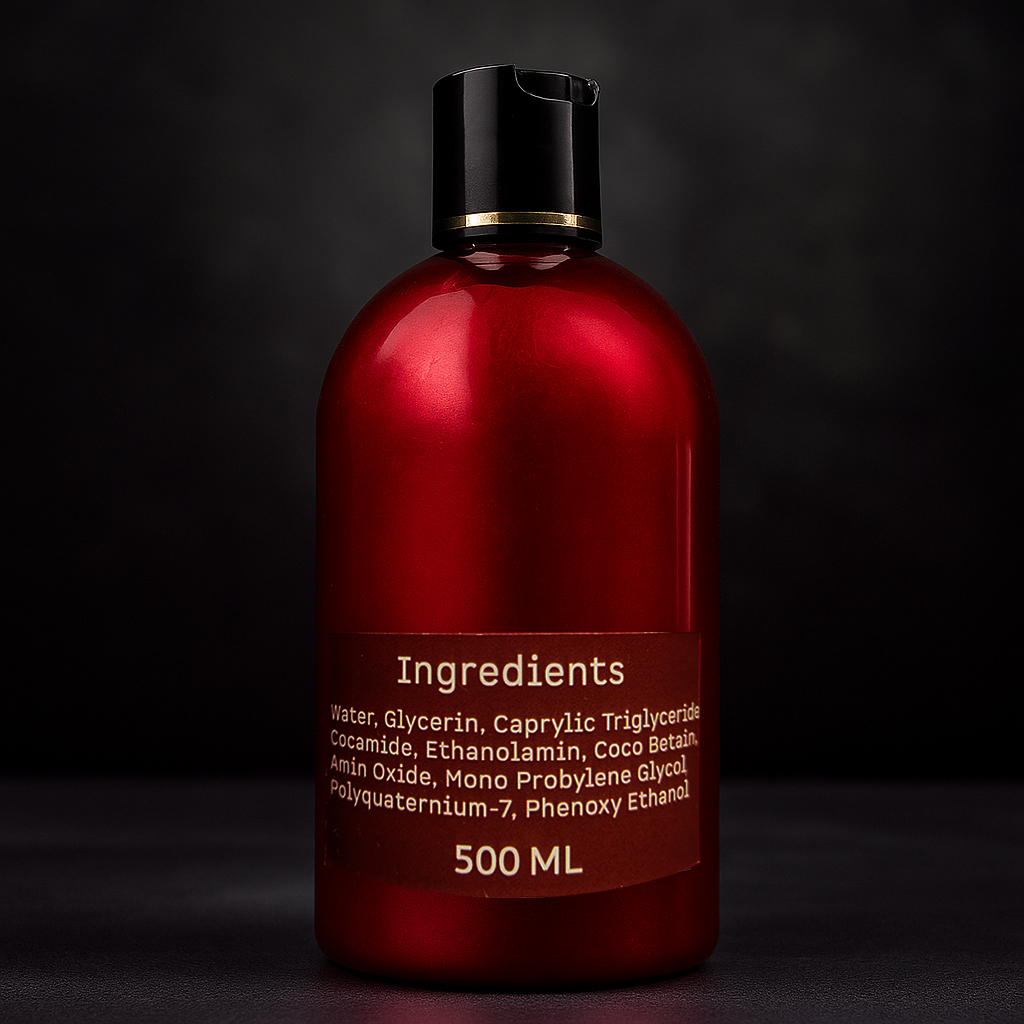 Ingredients
Water, Glycerin, Caprylic Triglyceride
Cocamide, Ethanolamin, Coco Betain,
Amin Oxide, Mono Probylene Glycol
Polyquaternium-7, Phenoxy Ethanol
500 ML